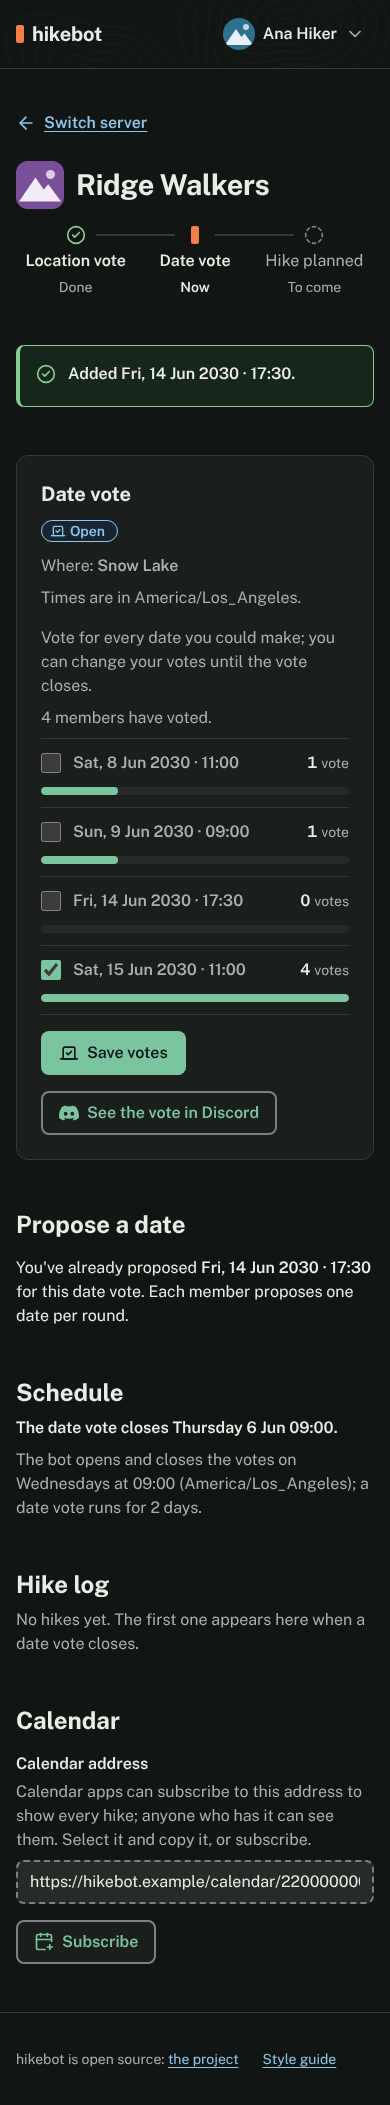 hikebot
Ana Hiker
Switch server
Ridge Walkers
Location vote
Date vote
Hike planned
Done
Now
To come
Added Fri, 14 Jun 2030 · 17:30.
Date vote
Open
Where: Snow Lake
Times are in America/Los_Angeles.
Vote for every date you could make; you
can change your votes until the vote
closes.
4 members have voted.
Sat, 8 Jun 2030 · 11:00 1 vote
Sun, 9 Jun 2030 · 09:00 1 vote
Fri, 14 Jun 2030 · 17:30 0 votes
Sat, 15 Jun 2030 · 11:00 4 votes
Save votes
See the vote in Discord
Propose a date
You've already proposed Fri, 14 Jun 2030 · 17:30
for this date vote. Each member proposes one
date per round.
Schedule
The date vote closes Thursday 6 Jun 09:00.
The bot opens and closes the votes on
Wednesdays at 09:00 (America/Los_Angeles); a
date vote runs for 2 days.
Hike log
No hikes yet. The first one appears here when a
date vote closes.
Calendar
Calendar address
Calendar apps can subscribe to this address to
show every hike; anyone who has it can see
them. Select it and copy it, or subscribe.
https://hikebot.example/calendar/22000000
Subscribe
hikebot is open source: the project Style guide